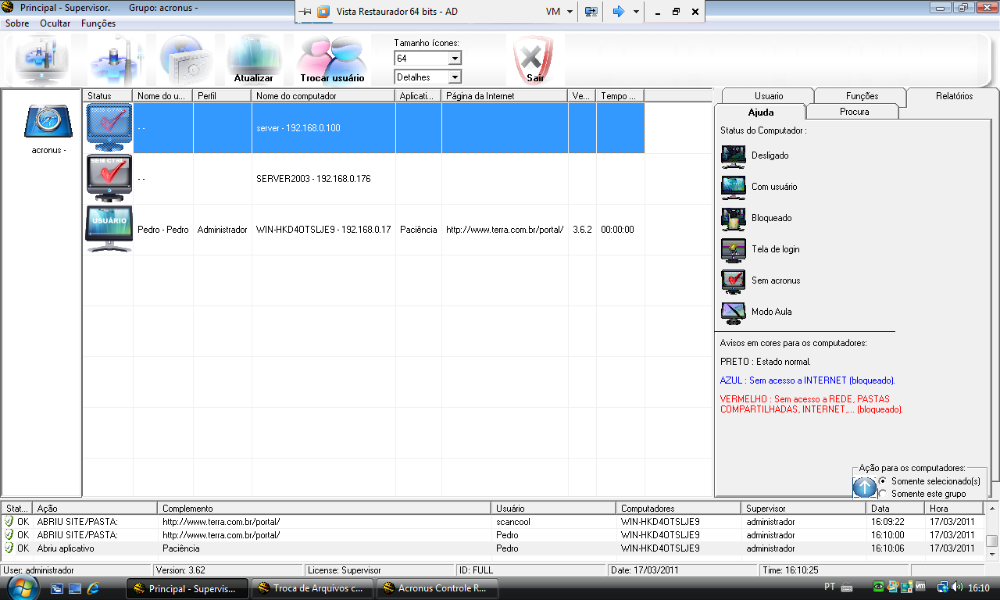 Principal - Supervisor. Grupo: acronus -
Vista Restaurador 64 bits - AD VM
Sobre Ocultar Funções
Atualizar
Trocar usuário
Tamanho ícones:
64
Detalhes
Sair
acronus -
Status Nome do u... Perfil Nome do computador Aplicati... Página da Internet Ve... Tempo ...
- - server - 192.168.0.100
SEM CTRL
- - SERVER2003 - 192.168.0.176
USUÁRIO
Pedro - Pedro Administrador WIN-HKD4OTSLJE9 - 192.168.0.17 Paciência http://www.terra.com.br/portal/ 3.6.2 00:00:00
Usuario Funções Relatórios
Ajuda Procura
Status do Computador :
Desligado
Com usuário
Bloqueado
Tela de login
Sem acronus
Modo Aula
Avisos em cores para os computadores:
PRETO : Estado normal.
AZUL : Sem acesso a INTERNET (bloqueado).
VERMELHO : Sem acesso a REDE, PASTAS
COMPARTILHADAS, INTERNET,... (bloqueado).
Ação para os computadores:
Somente selecionado(s)
Somente este grupo
Stat... Ação Complemento Usuário Computadores Supervisor Data Hora
OK ABRIU SITE/PASTA: http://www.terra.com.br/portal/ scancool WIN-HKD4OTSLJE9 administrador 16:09:22 17/03/2011
OK ABRIU SITE/PASTA: http://www.terra.com.br/portal/ Pedro WIN-HKD4OTSLJE9 administrador 16:10:00 17/03/2011
OK Abriu aplicativo Paciência Pedro WIN-HKD4OTSLJE9 administrador 16:10:06 17/03/2011
User: administrador Version: 3.62 License: Supervisor ID: FULL Date: 17/03/2011 Time: 16:10:25
Principal - Supervis... Troca de Arquivos c... Acronus Controle R... PT vm 16:10